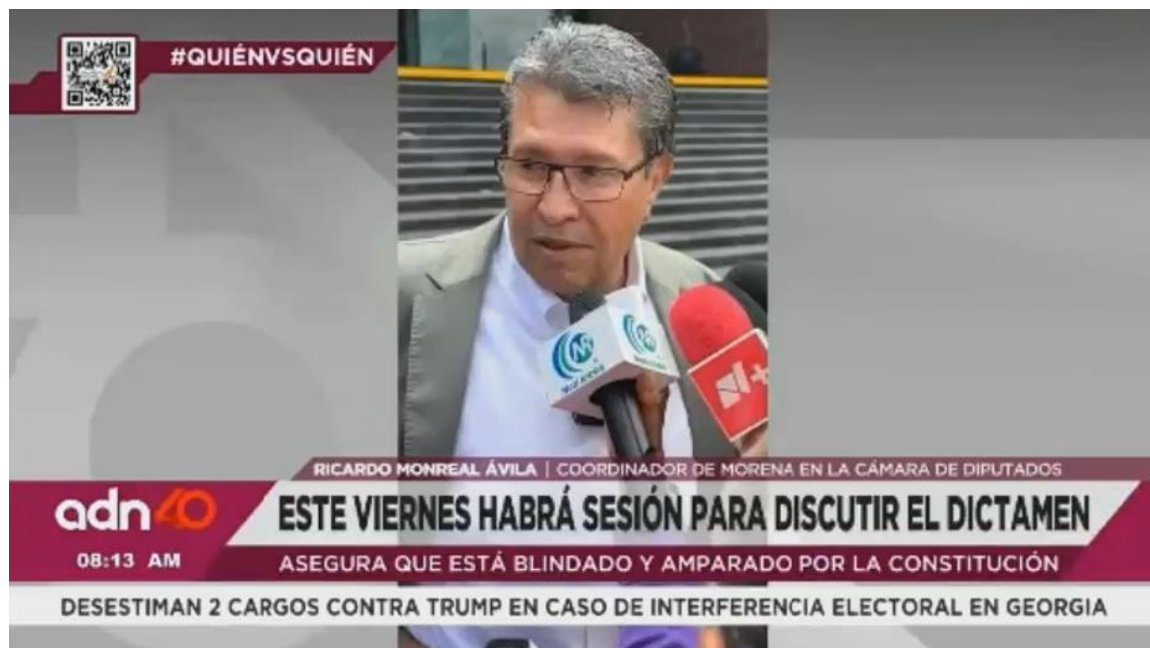 #QUIÉNVSQUIÉN
RICARDO MONREAL ÁVILA | COORDINADOR DE MORENA EN LA CÁMARA DE DIPUTADOS
adn40
ESTE VIERNES HABRÁ SESIÓN PARA DISCUTIR EL DICTAMEN
08:13 AM
ASEGURA QUE ESTÁ BLINDADO Y AMPARADO POR LA CONSTITUCIÓN
DESESTIMAN 2 CARGOS CONTRA TRUMP EN CASO DE INTERFERENCIA ELECTORAL EN GEORGIA